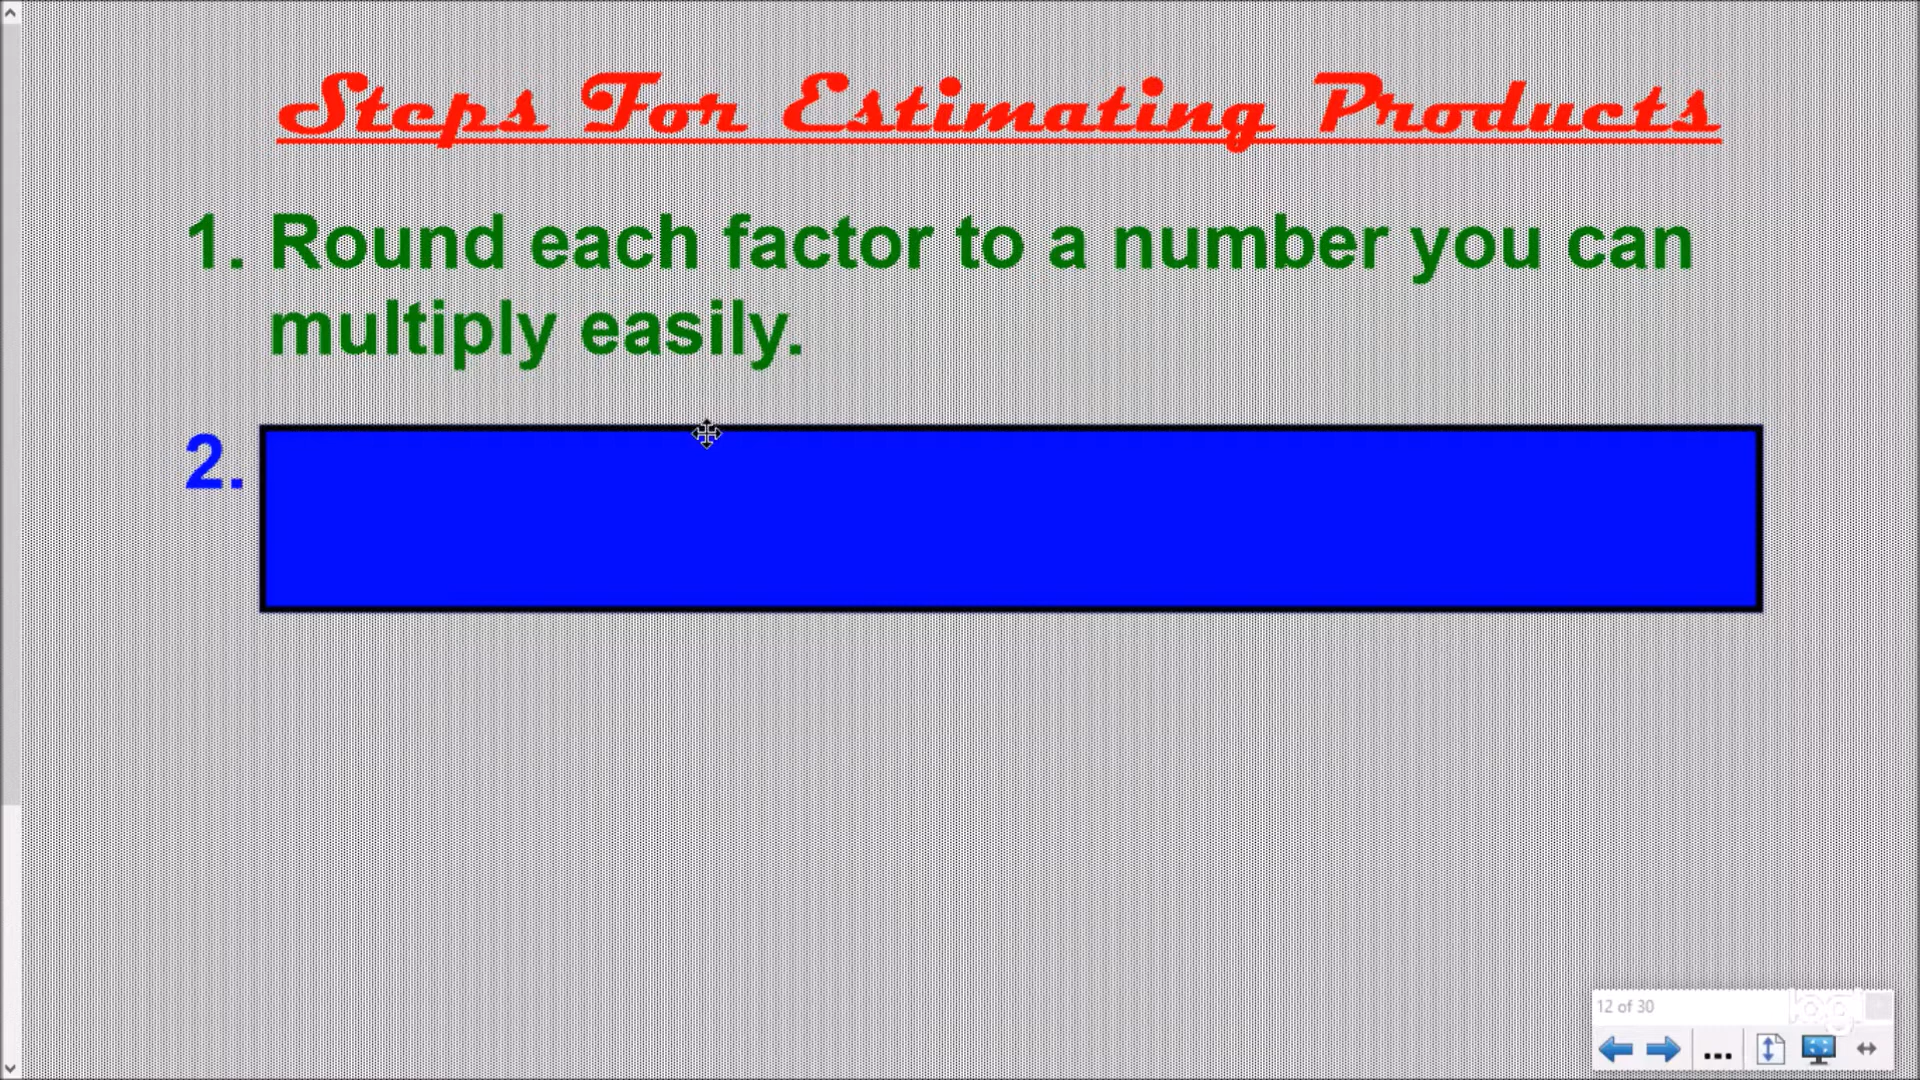 Steps For Estimating Products
1. Round each factor to a number you can
multiply easily.
2.
12 of 30
...